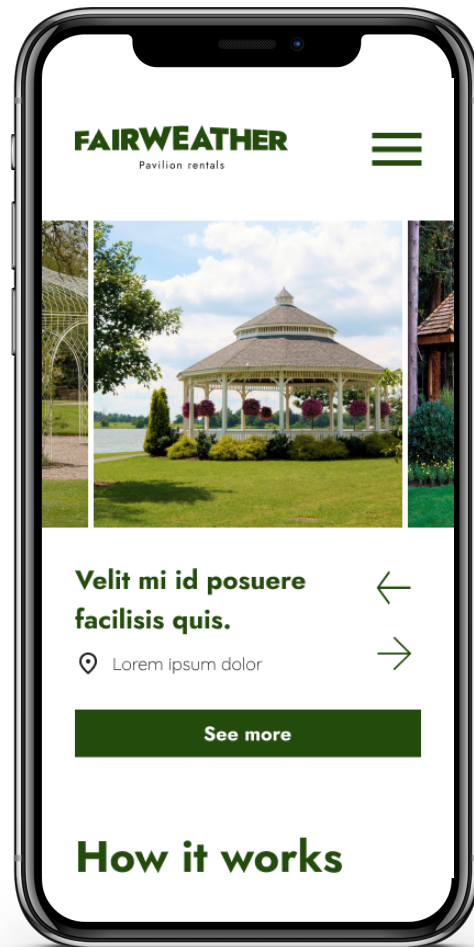 FAIRWEATHER
Pavilion rentals
Velit mi id posuere
facilisis quis.
Lorem ipsum dolor
See more
How it works